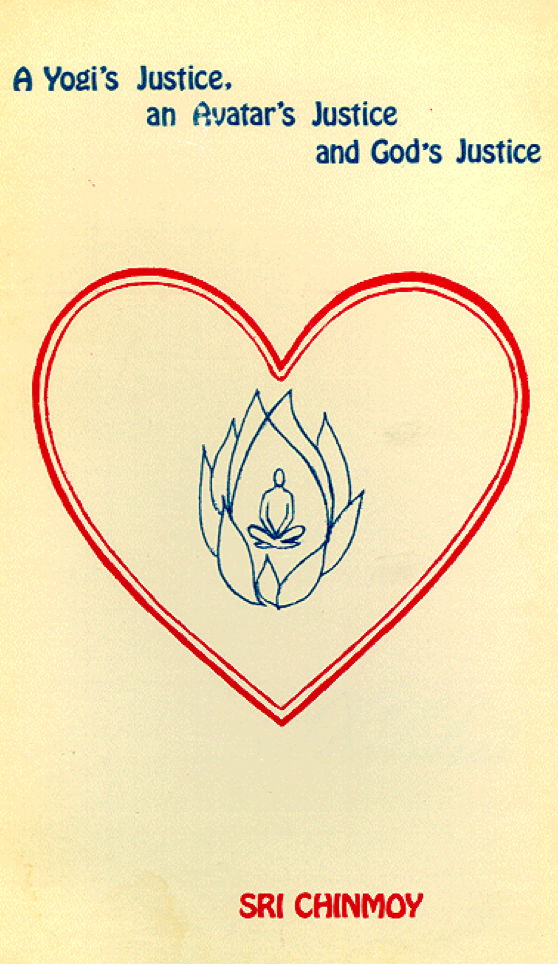 A Yogi's Justice,
an Avatar's Justice
and God's Justice
SRI CHINMOY